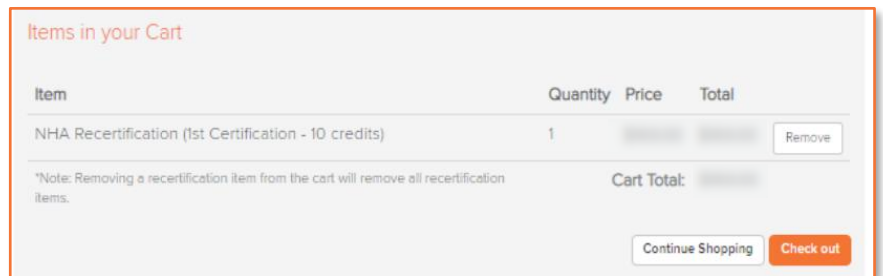 Items in your Cart
Item Quantity Price Total
NHA Recertification (1st Certification - 10 credits) 1 Remove
*Note: Removing a recertification item from the cart will remove all recertification
items.
Cart Total:
Continue Shopping Check out